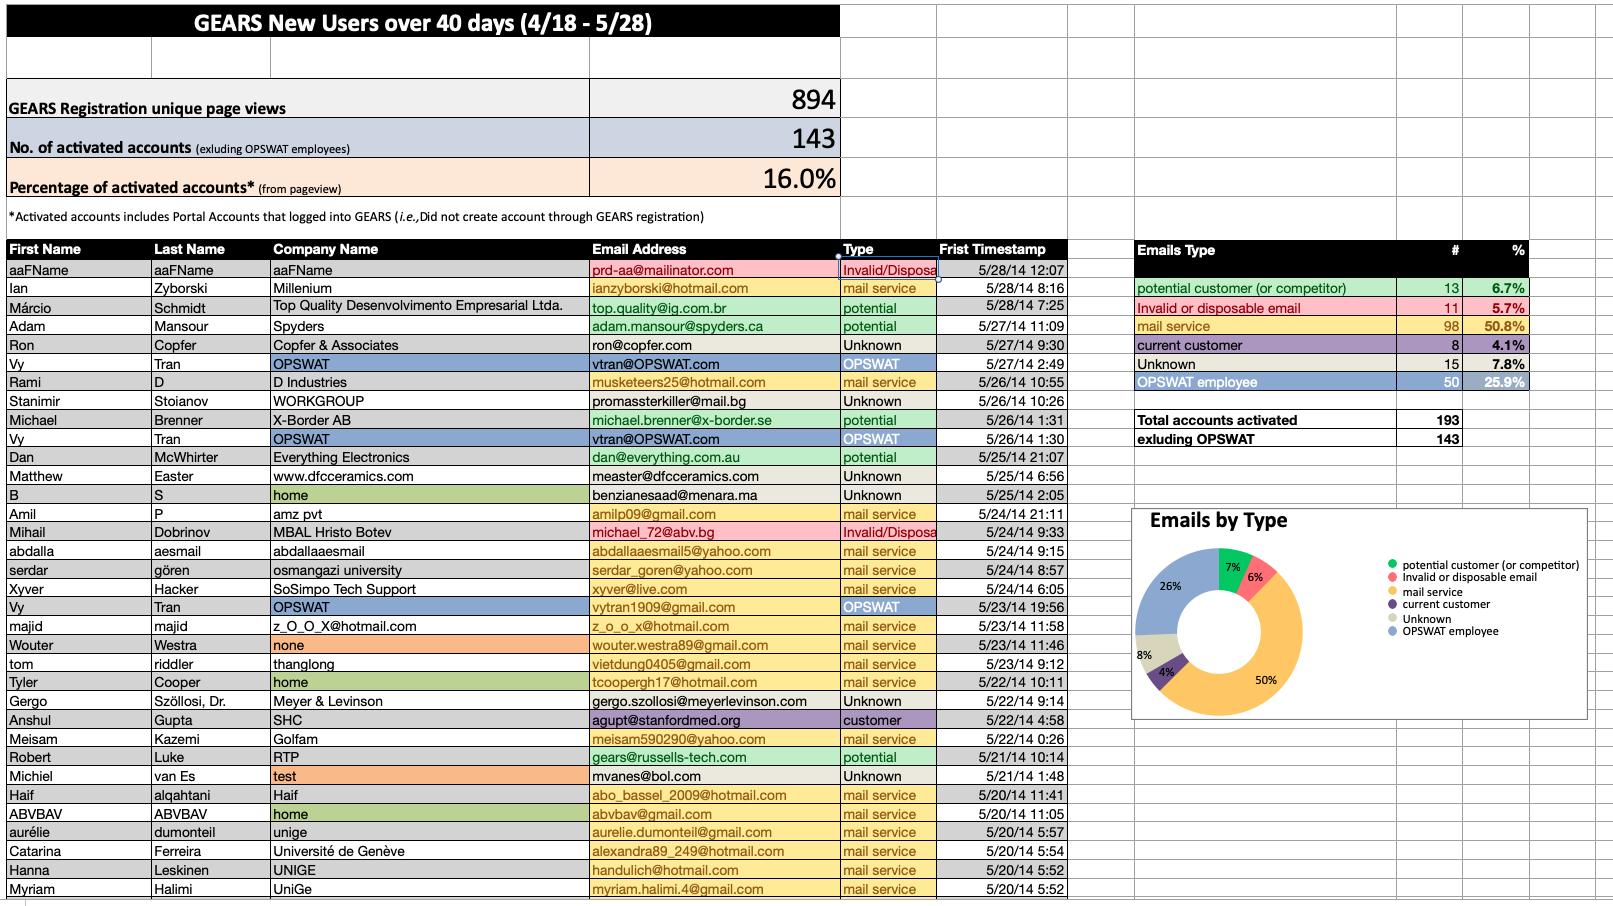 GEARS New Users over 40 days (4/18 - 5/28)
GEARS Registration unique page views 894
No. of activated accounts (exluding OPSWAT employees) 143
Percentage of activated accounts* (from pageview) 16.0%
*Activated accounts includes Portal Accounts that logged into GEARS (i.e.,Did not create account through GEARS registration)
First Name Last Name Company Name Email Address Type Frist Timestamp
aaFName aaFName aaFName prd-aa@mailinator.com Invalid/Disposa 5/28/14 12:07
Ian Zyborski Millenium ianzyborski@hotmail.com mail service 5/28/14 8:16
Márcio Schmidt Top Quality Desenvolvimento Empresarial Ltda. top.quality@ig.com.br potential 5/28/14 7:25
Adam Mansour Spyders adam.mansour@spyders.ca potential 5/27/14 11:09
Ron Copfer Copfer & Associates ron@copfer.com Unknown 5/27/14 9:30
Vy Tran OPSWAT vtran@OPSWAT.com OPSWAT 5/27/14 2:49
Rami D D Industries musketeers25@hotmail.com mail service 5/26/14 10:55
Stanimir Stoianov WORKGROUP promassterkiller@mail.bg Unknown 5/26/14 10:26
Michael Brenner X-Border AB michael.brenner@x-border.se potential 5/26/14 1:31
Vy Tran OPSWAT vtran@OPSWAT.com OPSWAT 5/26/14 1:30
Dan McWhirter Everything Electronics dan@everything.com.au potential 5/25/14 21:07
Matthew Easter www.dfcceramics.com measter@dfcceramics.com Unknown 5/25/14 6:56
B S home benzianesaad@menara.ma Unknown 5/25/14 2:05
Amil P amz pvt amilp09@gmail.com mail service 5/24/14 21:11
Mihail Dobrinov MBAL Hristo Botev michael_72@abv.bg Invalid/Disposa 5/24/14 9:33
abdalla aesmail abdallaaesmail abdallaaesmail5@yahoo.com mail service 5/24/14 9:15
serdar gören osmangazi university serdar_goren@yahoo.com mail service 5/24/14 8:57
Xyver Hacker SoSimpo Tech Support xyver@live.com mail service 5/24/14 6:05
Vy Tran OPSWAT vytran1909@gmail.com OPSWAT 5/23/14 19:56
majid majid z_O_O_X@hotmail.com z_o_o_x@hotmail.com mail service 5/23/14 11:58
Wouter Westra none wouter.westra89@gmail.com mail service 5/23/14 11:46
tom riddler thanglong vietdung0405@gmail.com mail service 5/23/14 9:12
Tyler Cooper home tcoopergh17@hotmail.com mail service 5/22/14 10:11
Gergo Szöllosi, Dr. Meyer & Levinson gergo.szollosi@meyerlevinson.com Unknown 5/22/14 9:14
Anshul Gupta SHC agupt@stanfordmed.org customer 5/22/14 4:58
Meisam Kazemi Golfam meisam590290@yahoo.com mail service 5/22/14 0:26
Robert Luke RTP gears@russells-tech.com potential 5/21/14 10:14
Michiel van Es test mvanes@bol.com Unknown 5/21/14 1:48
Haif alqahtani Haif abo_bassel_2009@hotmail.com mail service 5/20/14 11:41
ABVBAV ABVBAV home abvbav@gmail.com mail service 5/20/14 11:05
aurélie dumonteil unige aurelie.dumonteil@gmail.com mail service 5/20/14 5:57
Catarina Ferreira Université de Genève alexandra89_249@hotmail.com mail service 5/20/14 5:54
Hanna Leskinen UNIGE handulich@hotmail.com mail service 5/20/14 5:52
Myriam Halimi UniGe myriam.halimi.4@gmail.com mail service 5/20/14 5:52
Emails Type # %
potential customer (or competitor) 13 6.7%
Invalid or disposable email 11 5.7%
mail service 98 50.8%
current customer 8 4.1%
Unknown 15 7.8%
OPSWAT employee 50 25.9%
Total accounts activated 193
exluding OPSWAT 143
Emails by Type
7%
6%
50%
4%
8%
26%
potential customer (or competitor)
Invalid or disposable email
mail service
current customer
Unknown
OPSWAT employee